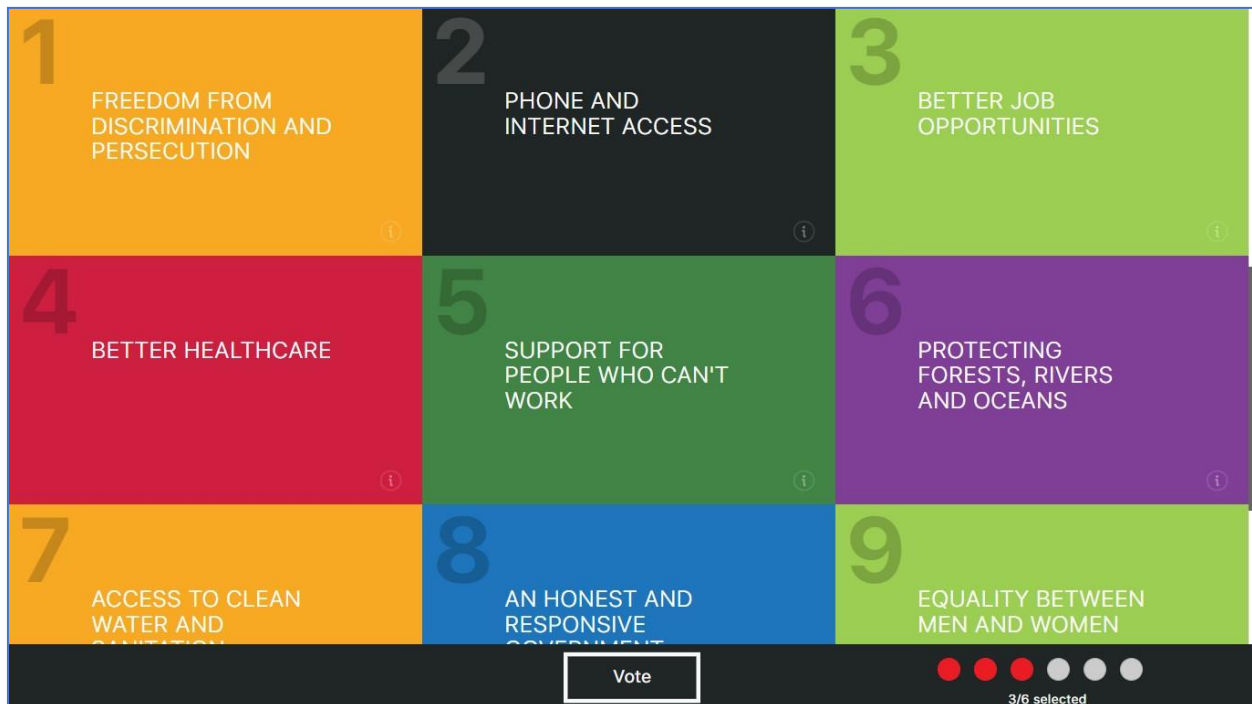 1
FREEDOM FROM
DISCRIMINATION AND
PERSECUTION
2
PHONE AND
INTERNET ACCESS
3
BETTER JOB
OPPORTUNITIES
4
BETTER HEALTHCARE
5
SUPPORT FOR
PEOPLE WHO CAN'T
WORK
6
PROTECTING
FORESTS, RIVERS
AND OCEANS
7
ACCESS TO CLEAN
WATER AND
SANITATION
8
AN HONEST AND
RESPONSIVE
GOVERNMENT
9
EQUALITY BETWEEN
MEN AND WOMEN
Vote
3/6 selected